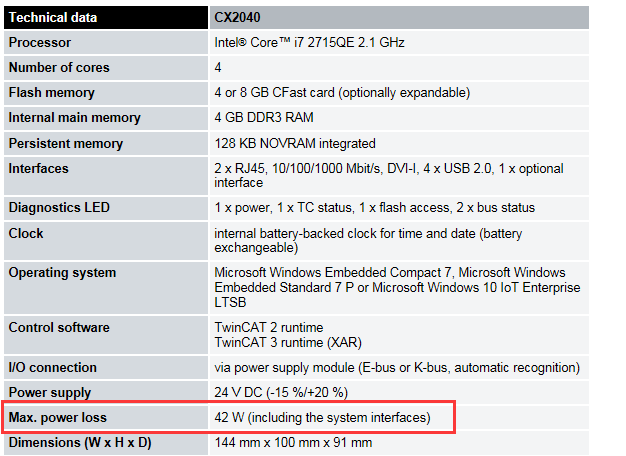 Technical data CX2040
Processor Intel® Core™ i7 2715QE 2.1 GHz
Number of cores 4
Flash memory 4 or 8 GB CFast card (optionally expandable)
Internal main memory 4 GB DDR3 RAM
Persistent memory 128 KB NOVRAM integrated
Interfaces 2 x RJ45, 10/100/1000 Mbit/s, DVI-I, 4 x USB 2.0, 1 x optional
interface
Diagnostics LED 1 x power, 1 x TC status, 1 x flash access, 2 x bus status
Clock internal battery-backed clock for time and date (battery
exchangeable)
Operating system Microsoft Windows Embedded Compact 7, Microsoft Windows
Embedded Standard 7 P or Microsoft Windows 10 IoT Enterprise
LTSB
Control software TwinCAT 2 runtime
TwinCAT 3 runtime (XAR)
I/O connection via power supply module (E-bus or K-bus, automatic recognition)
Power supply 24 V DC (-15 %/+20 %)
Max. power loss 42 W (including the system interfaces)
Dimensions (W x H x D) 144 mm x 100 mm x 91 mm